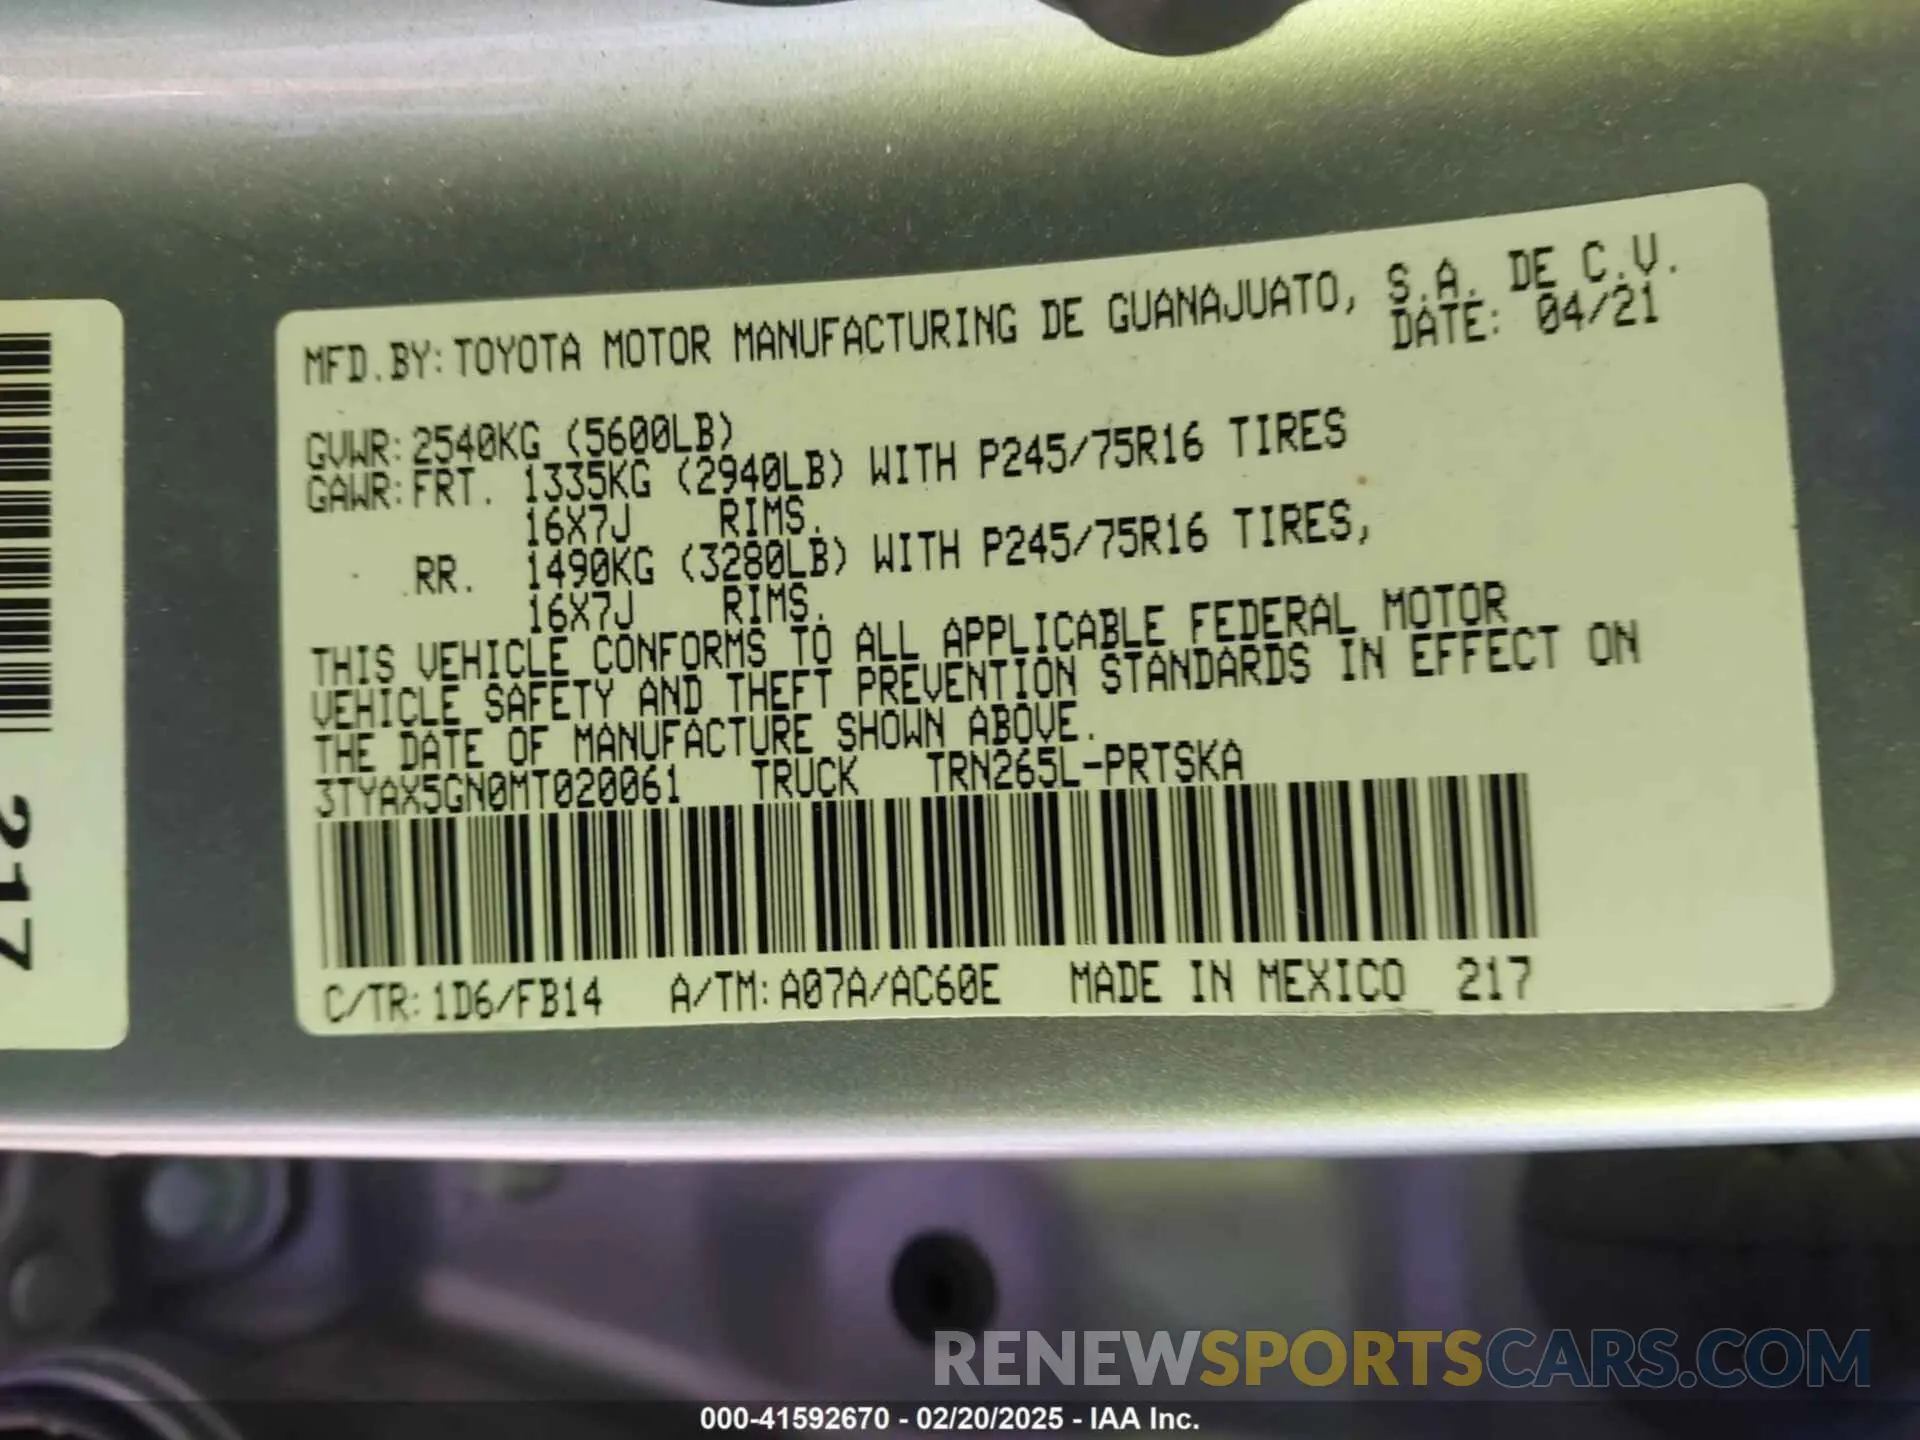 MFD.BY:TOYOTA MOTOR MANUFACTURING DE GUANAJUATO, S.A. DE C.V.
DATE: 04/21
GVWR:2540KG (5600LB)
GAWR:FRT. 1335KG (2940LB) WITH P245/75R16 TIRES
16X7J RIMS.
RR. 1490KG (3280LB) WITH P245/75R16 TIRES,
16X7J RIMS.
THIS VEHICLE CONFORMS TO ALL APPLICABLE FEDERAL MOTOR
VEHICLE SAFETY AND THEFT PREVENTION STANDARDS IN EFFECT ON
THE DATE OF MANUFACTURE SHOWN ABOVE.
3TYAX5GN0MT020061 TRUCK TRN265L-PRTSKA
C/TR:1D6/FB14 A/TM:A07A/AC60E MADE IN MEXICO 217
217
RENEWSPORTSCARS.COM
000-41592670 - 02/20/2025 - IAA Inc.